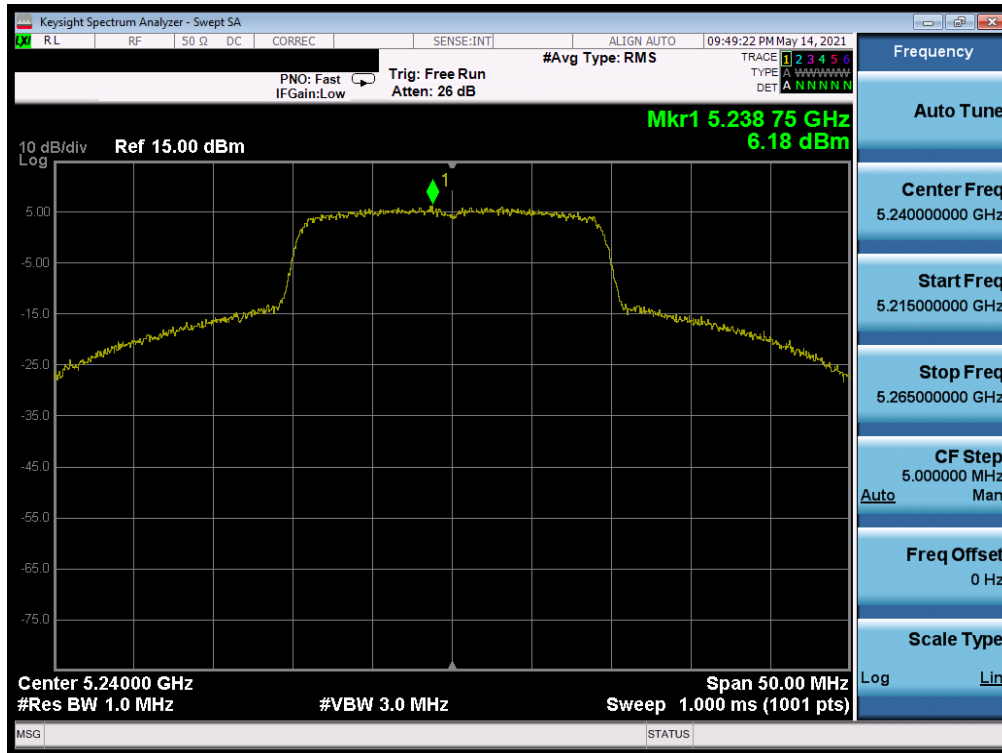 Keysight Spectrum Analyzer - Swept SA
LXI RL RF 50 Ω DC CORREC SENSE:INT ALIGN AUTO 09:49:22 PM May 14, 2021
#Avg Type: RMS
TRACE 1 2 3 4 5 6
PNO: Fast Trig: Free Run TYPE A WWWWW
IFGain:Low Atten: 26 dB DET A N N N N N
Mkr1 5.238 75 GHz
6.18 dBm
10 dB/div Ref 15.00 dBm
Log
1
5.00
-5.00
-15.0
-25.0
-35.0
-45.0
-55.0
-65.0
-75.0
Center 5.24000 GHz Span 50.00 MHz
#Res BW 1.0 MHz #VBW 3.0 MHz Sweep 1.000 ms (1001 pts)
MSG STATUS
Frequency
Auto Tune
Center Freq
5.240000000 GHz
Start Freq
5.215000000 GHz
Stop Freq
5.265000000 GHz
CF Step
5.000000 MHz
Auto Man
Freq Offset
0 Hz
Scale Type
Log Lin